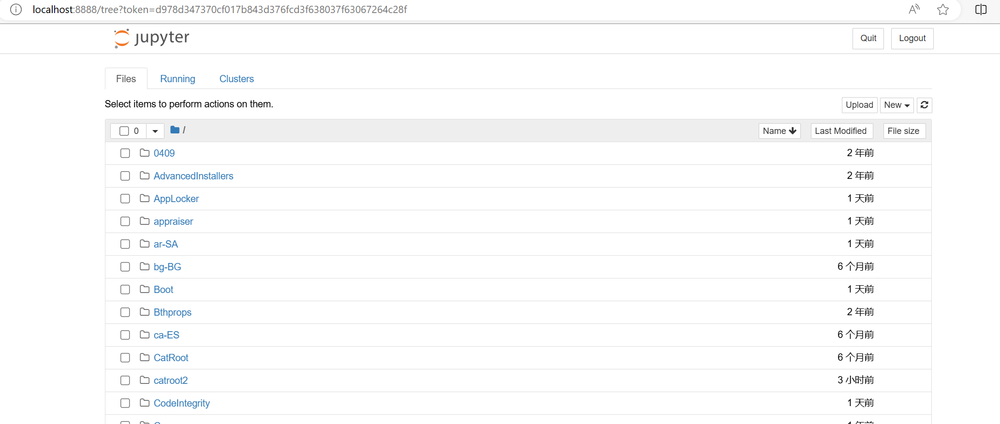 localhost:8888/tree?token=d978d347370cf017b843d376fcd3f638037f63067264c28f
jupyter
Quit
Logout
Files
Running
Clusters
Select items to perform actions on them.
Upload
New
0
/
Name
Last Modified
File size
0409
2 年前
AdvancedInstallers
2 年前
AppLocker
1 天前
appraiser
1 天前
ar-SA
1 天前
bg-BG
6 个月前
Boot
1 天前
Bthprops
2 年前
ca-ES
6 个月前
CatRoot
6 个月前
catroot2
3 小时前
CodeIntegrity
1 天前